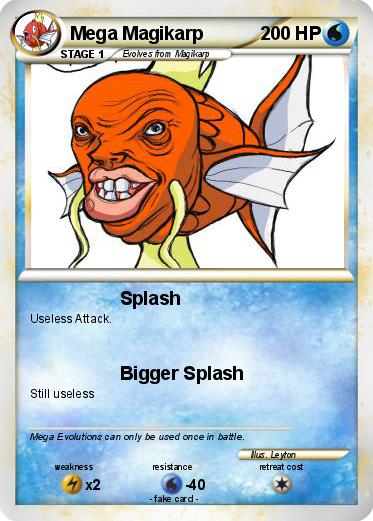 Mega Magikarp 200 HP
STAGE 1 Evolves from Magikarp
Splash
Useless Attack.
Bigger Splash
Still useless
Mega Evolutions can only be used once in battle.
Illus. Leyton
weakness resistance retreat cost
x2 -40
- fake card -